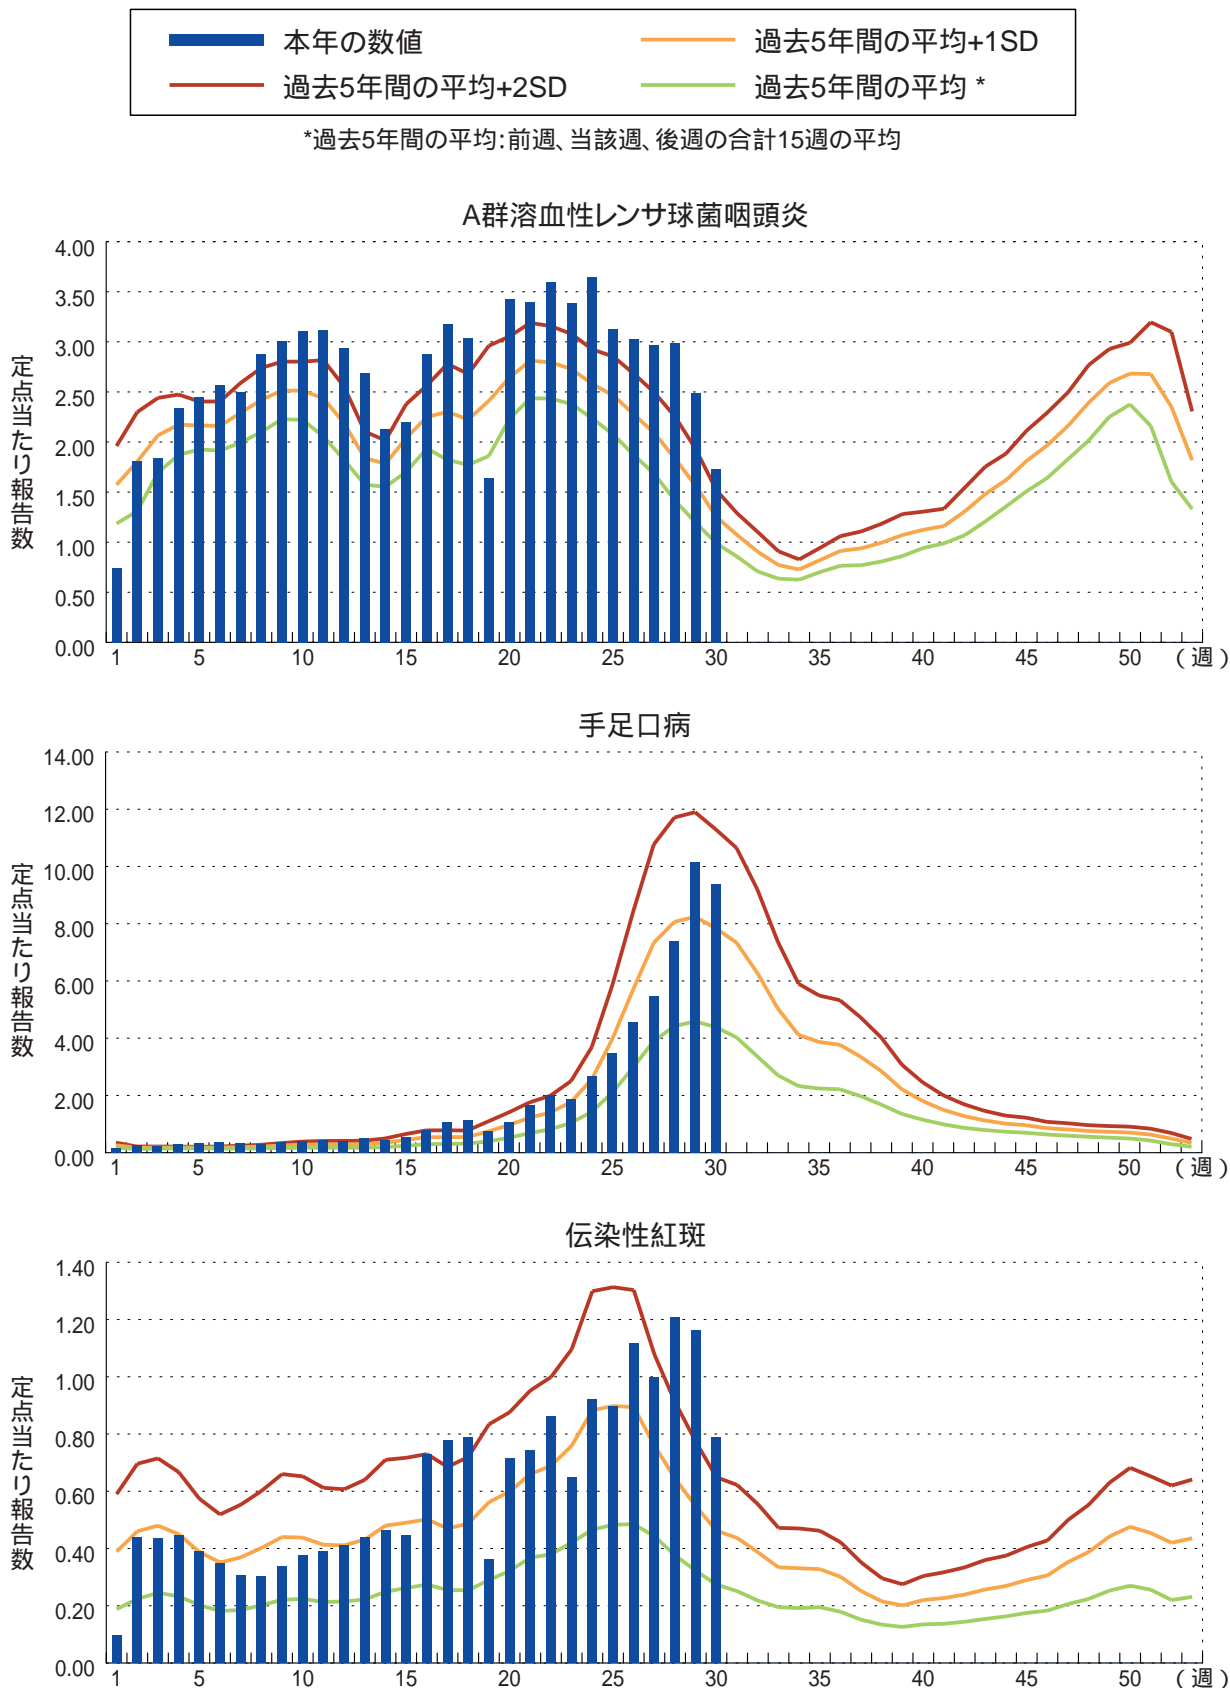 本年の数値
過去5年間の平均+1SD
過去5年間の平均+2SD
過去5年間の平均 *
*過去5年間の平均:前週、当該週、後週の合計15週の平均
A群溶血性レンサ球菌咽頭炎
定点当たり報告数
4.00
3.50
3.00
2.50
2.00
1.50
1.00
0.50
0.00
1 5 10 15 20 25 30 35 40 45 50 (週)
手足口病
定点当たり報告数
14.00
12.00
10.00
8.00
6.00
4.00
2.00
0.00
1 5 10 15 20 25 30 35 40 45 50 (週)
伝染性紅斑
定点当たり報告数
1.40
1.20
1.00
0.80
0.60
0.40
0.20
0.00
1 5 10 15 20 25 30 35 40 45 50 (週)